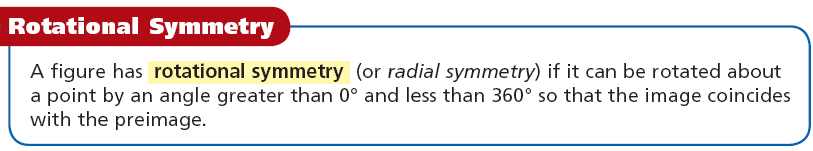 Rotational Symmetry
A figure has rotational symmetry (or radial symmetry) if it can be rotated about
a point by an angle greater than 0° and less than 360° so that the image coincides
with the preimage.